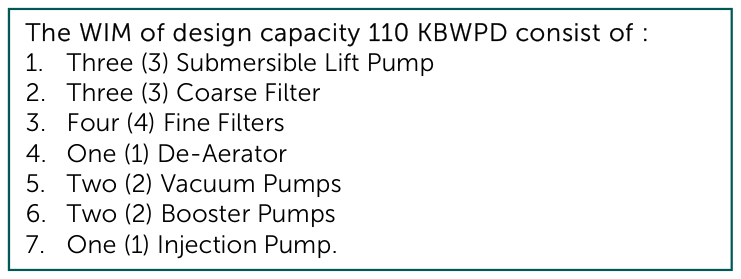 The WIM of design capacity 110 KBWPD consist of :
1. Three (3) Submersible Lift Pump
2. Three (3) Coarse Filter
3. Four (4) Fine Filters
4. One (1) De-Aerator
5. Two (2) Vacuum Pumps
6. Two (2) Booster Pumps
7. One (1) Injection Pump.